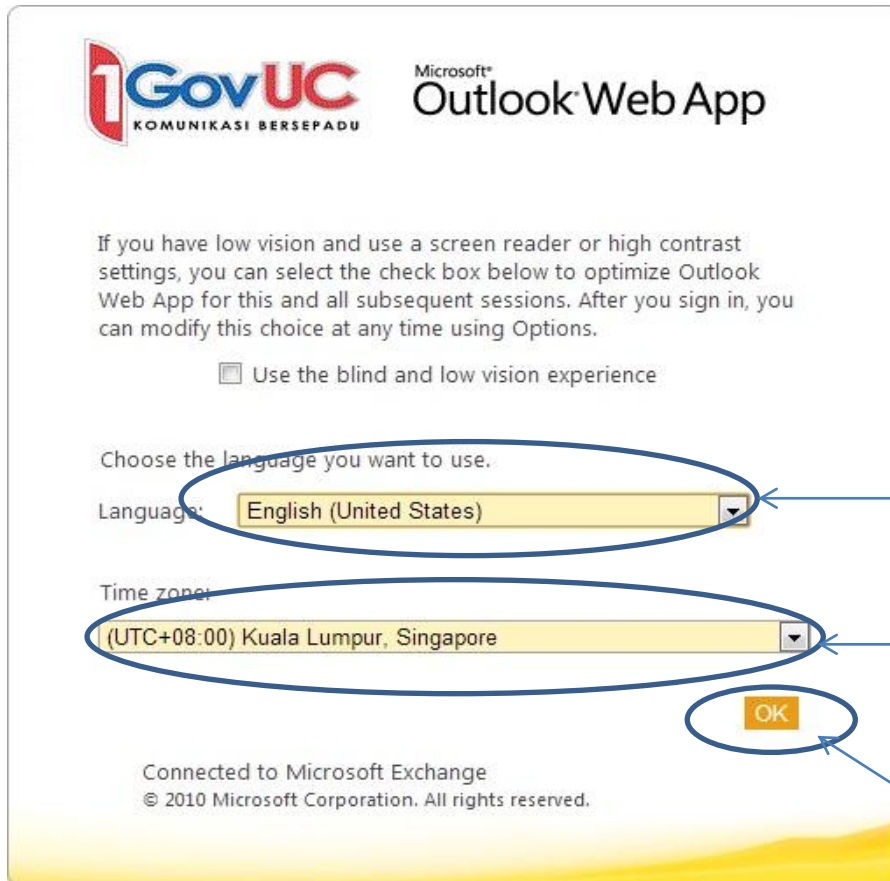 1GovUC
KOMUNIKASI BERSEPADU
Microsoft®
Outlook Web App
If you have low vision and use a screen reader or high contrast
settings, you can select the check box below to optimize Outlook
Web App for this and all subsequent sessions. After you sign in, you
can modify this choice at any time using Options.
Use the blind and low vision experience
Choose the language you want to use.
Language: English (United States)
Time zone:
(UTC+08:00) Kuala Lumpur, Singapore
OK
Connected to Microsoft Exchange
© 2010 Microsoft Corporation. All rights reserved.